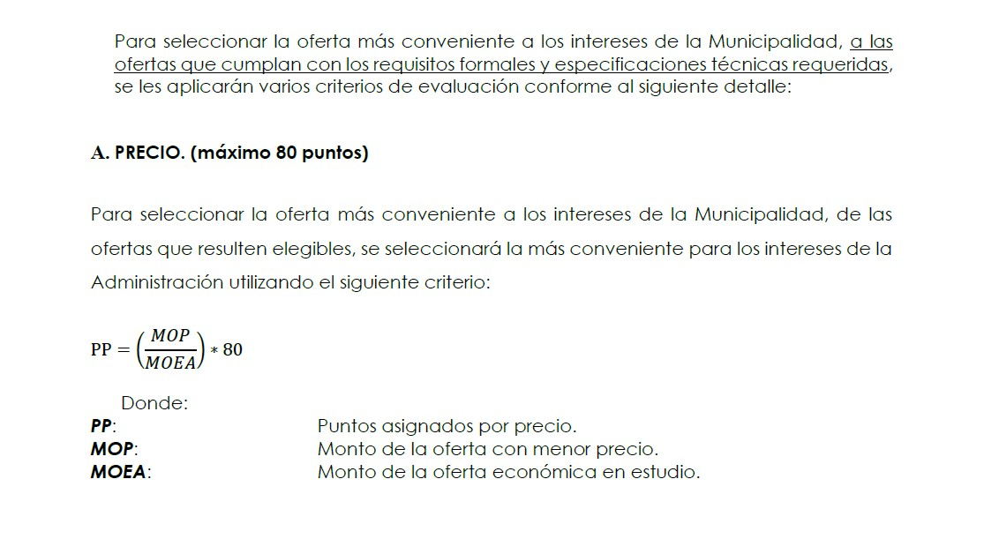 Para seleccionar la oferta más conveniente a los intereses de la Municipalidad, a las
ofertas que cumplan con los requisitos formales y especificaciones técnicas requeridas,
se les aplicarán varios criterios de evaluación conforme al siguiente detalle:
A. PRECIO. (máximo 80 puntos)
Para seleccionar la oferta más conveniente a los intereses de la Municipalidad, de las
ofertas que resulten elegibles, se seleccionará la más conveniente para los intereses de la
Administración utilizando el siguiente criterio:
PP = (MOP/MOEA) * 80
Donde:
PP: Puntos asignados por precio.
MOP: Monto de la oferta con menor precio.
MOEA: Monto de la oferta económica en estudio.